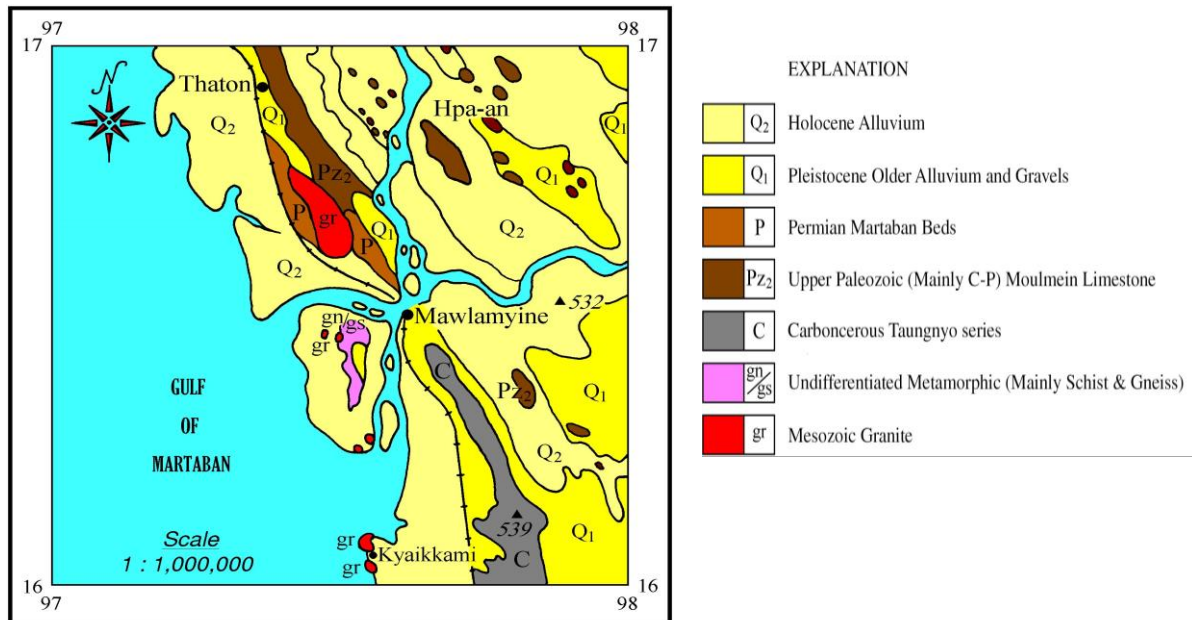 97
98
17
17
N
Thaton
Hpa-an
Q₁
Q₂
Q₁
Pz₂
Q₁
P
gr
Q₁
P
Q₂
Q₂
532
Mawlamyine
gn/gs
gr
C
GULF
OF
MARTABAN
Pz₂
Q₁
Q₂
539
Q₁
Scale
1 : 1,000,000
gr
Kyaikkami
gr
C
16
16
97
98
EXPLANATION
Q₂ Holocene Alluvium
Q₁ Pleistocene Older Alluvium and Gravels
P Permian Martaban Beds
Pz₂ Upper Paleozoic (Mainly C-P) Moulmein Limestone
C Carboncerous Taungnyo series
gn/gs Undifferentiated Metamorphic (Mainly Schist & Gneiss)
gr Mesozoic Granite